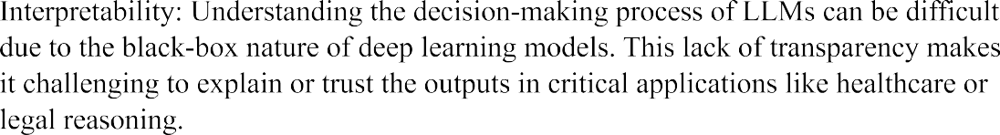 Interpretability: Understanding the decision-making process of LLMs can be difficult
due to the black-box nature of deep learning models. This lack of transparency makes
it challenging to explain or trust the outputs in critical applications like healthcare or
legal reasoning.